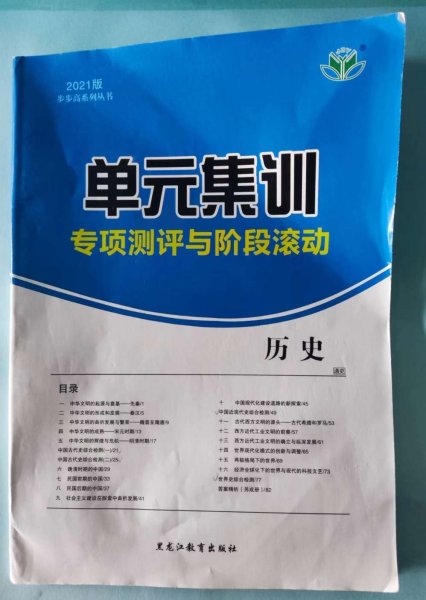 2021版
步步高系列丛书
单元集训
专项测评与阶段滚动
历史
通史
目录
一 中华文明的起源与奠基——先秦/1
二 中华文明的形成和发展——秦汉/5
三 中华文明的曲折发展与繁荣——魏晋至隋唐/9
四 中华文明的成熟——宋元时期/13
五 中华文明的辉煌与危机——明清时期/17
中国古代史综合检测(一)/21
中国古代史综合检测(二)/25
六 晚清时期的中国/29
七 民国前期的中国/33
八 民国后期的中国/37
九 社会主义建设在探索中曲折发展/41
十 中国现代化建设道路的新探索/45
中国近现代史综合检测/49
十一 古代西方文明的源头——古代希腊和罗马/53
十二 西方近代工业文明的前奏/57
十三 西方近代工业文明的确立与纵深发展/61
十四 世界现代化模式的创新与调整/65
十五 两极格局下的世界/69
十六 经济全球化下的世界与现代的科技文艺/73
世界史综合检测/77
答案精析(另成册)/82
黑龙江教育出版社